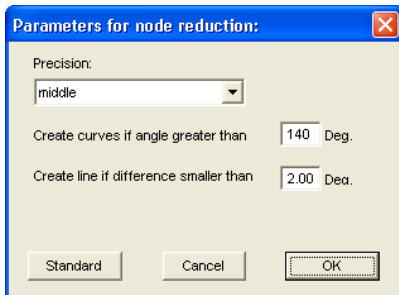 Parameters for node reduction:
Precision:
middle
Create curves if angle greater than 140 Deg.
Create line if difference smaller than 2.00 Deg.
Standard Cancel OK